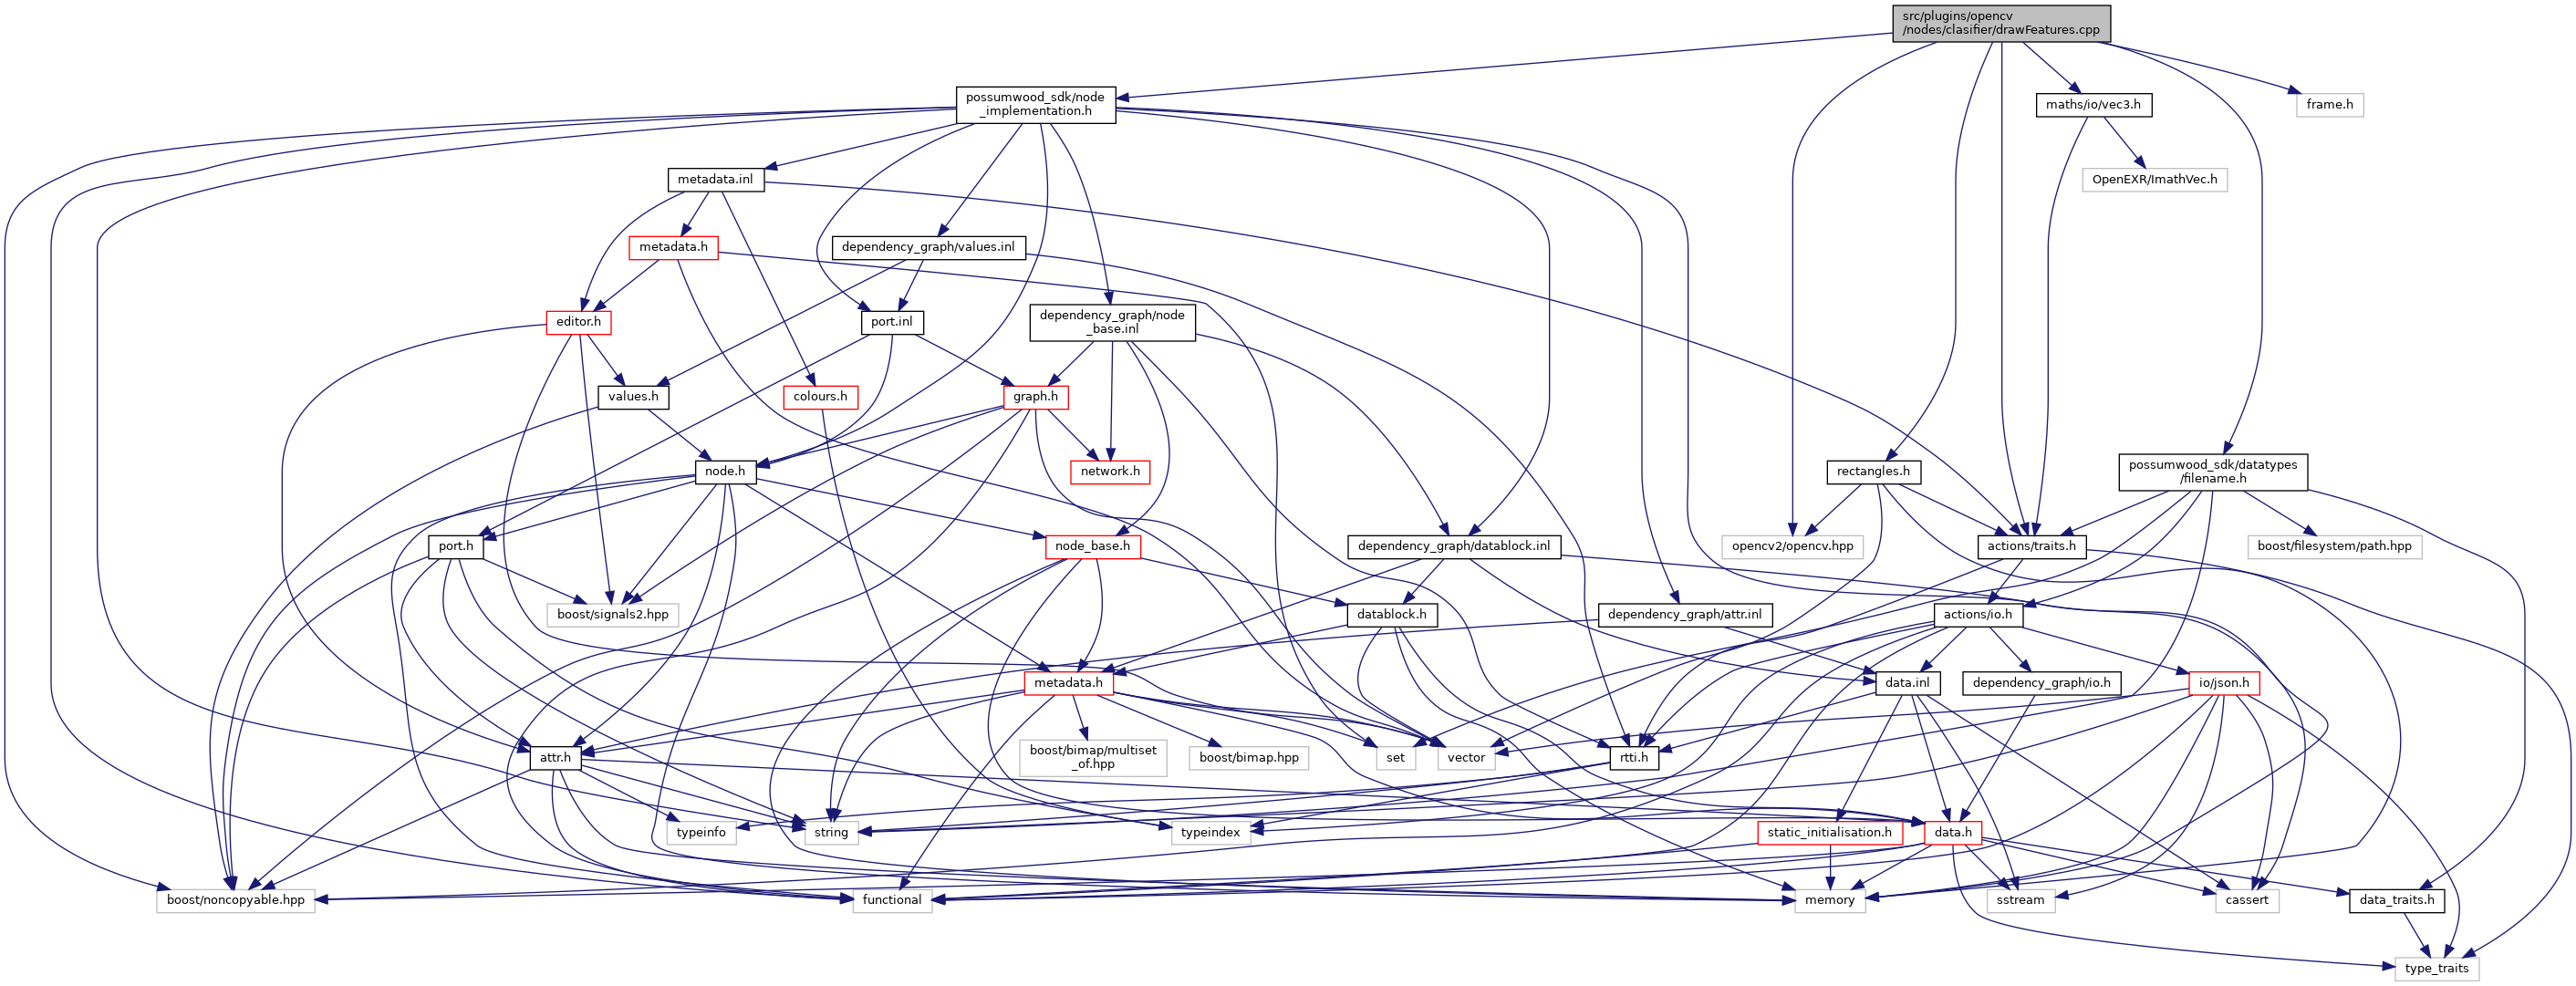 src/plugins/opencv
/nodes/clasifier/drawFeatures.cpp
possumwood_sdk/node
_implementation.h
maths/io/vec3.h
frame.h
metadata.inl
OpenEXR/ImathVec.h
metadata.h
dependency_graph/values.inl
editor.h
port.inl
dependency_graph/node
_base.inl
values.h
colours.h
graph.h
node.h
network.h
rectangles.h
possumwood_sdk/datatypes
/filename.h
port.h
node_base.h
dependency_graph/datablock.inl
opencv2/opencv.hpp
actions/traits.h
boost/filesystem/path.hpp
boost/signals2.hpp
datablock.h
dependency_graph/attr.inl
actions/io.h
metadata.h
data.inl
dependency_graph/io.h
io/json.h
attr.h
boost/bimap/multiset
_of.hpp
boost/bimap.hpp
set
vector
rtti.h
typeinfo
string
typeindex
data.h
static_initialisation.h
boost/noncopyable.hpp
functional
memory
sstream
cassert
data_traits.h
type_traits